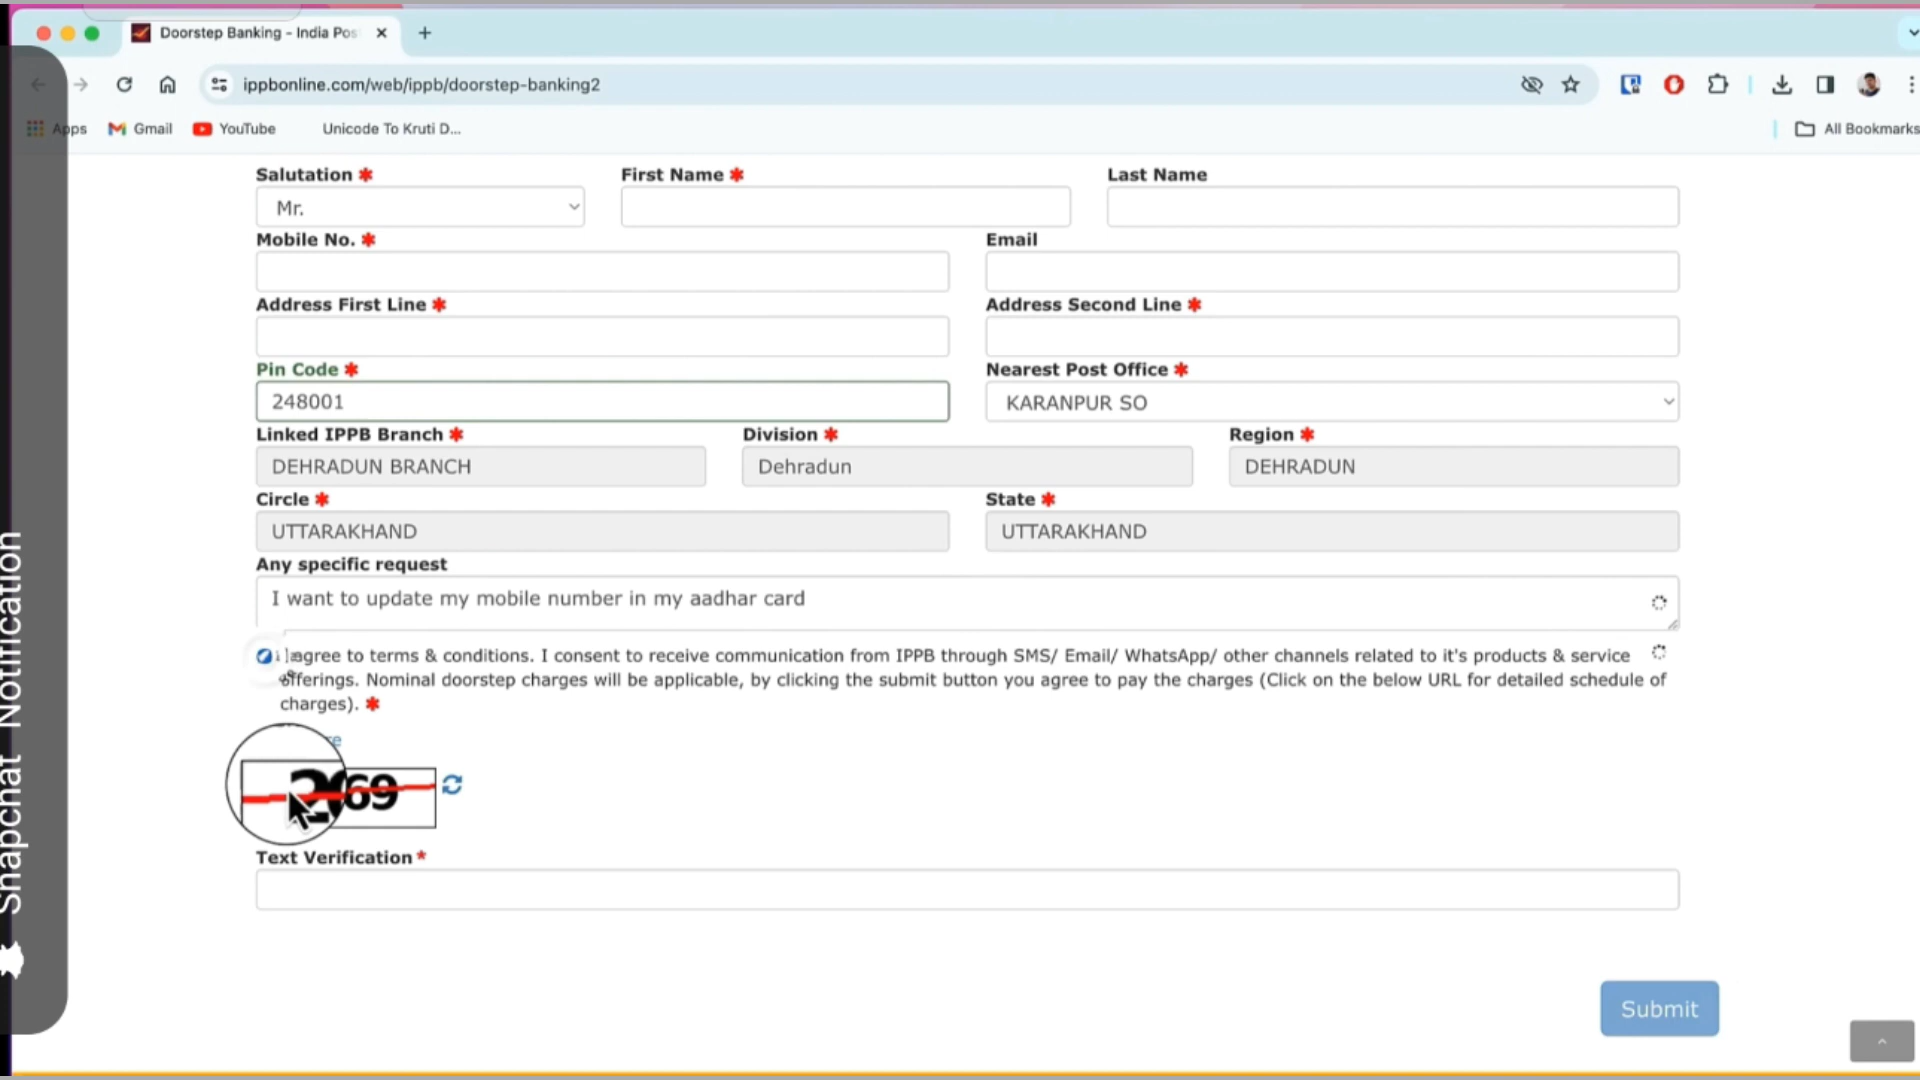 Doorstep Banking - India Pos
ippbonline.com/web/ippb/doorstep-banking2
Apps Gmail YouTube Unicode To Kruti D... All Bookmarks
Salutation * First Name * Last Name
Mr.
Mobile No. * Email
Address First Line * Address Second Line *
Pin Code * Nearest Post Office *
248001 KARANPUR SO
Linked IPPB Branch * Division * Region *
DEHRADUN BRANCH Dehradun DEHRADUN
Circle * State *
UTTARAKHAND UTTARAKHAND
Any specific request
I want to update my mobile number in my aadhar card
agree to terms & conditions. I consent to receive communication from IPPB through SMS/ Email/ WhatsApp/ other channels related to it's products & service
offerings. Nominal doorstep charges will be applicable, by clicking the submit button you agree to pay the charges (Click on the below URL for detailed schedule of
charges). *
69
Text Verification *
Submit
Snapchat Notification